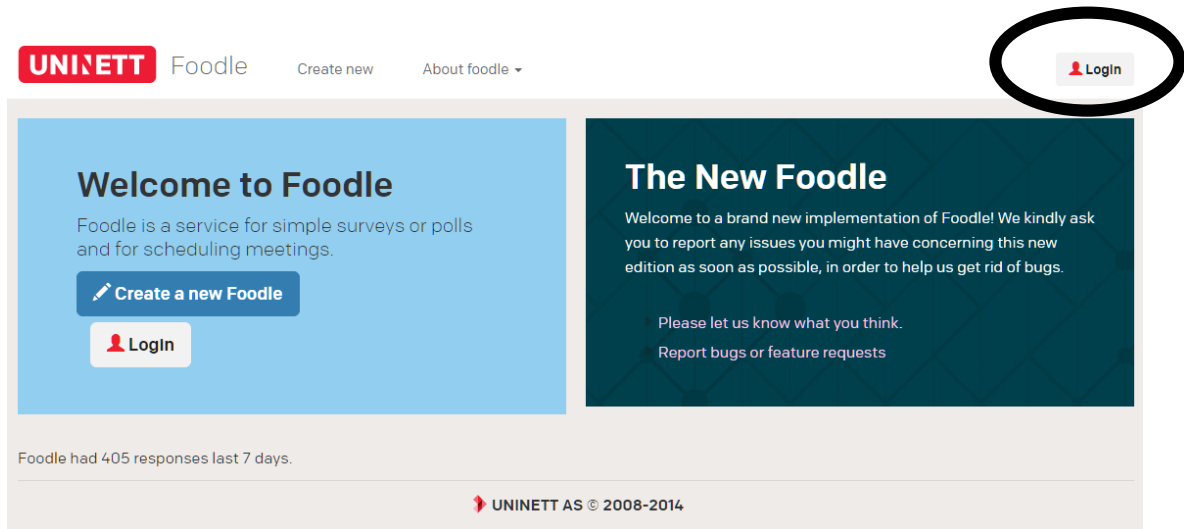 UNINETT Foodle Create new About foodle Login
Welcome to Foodle
Foodle is a service for simple surveys or polls
and for scheduling meetings.
Create a new Foodle
Login
The New Foodle
Welcome to a brand new implementation of Foodle! We kindly ask
you to report any issues you might have concerning this new
edition as soon as possible, in order to help us get rid of bugs.
Please let us know what you think.
Report bugs or feature requests
Foodle had 405 responses last 7 days.
UNINETT AS © 2008-2014